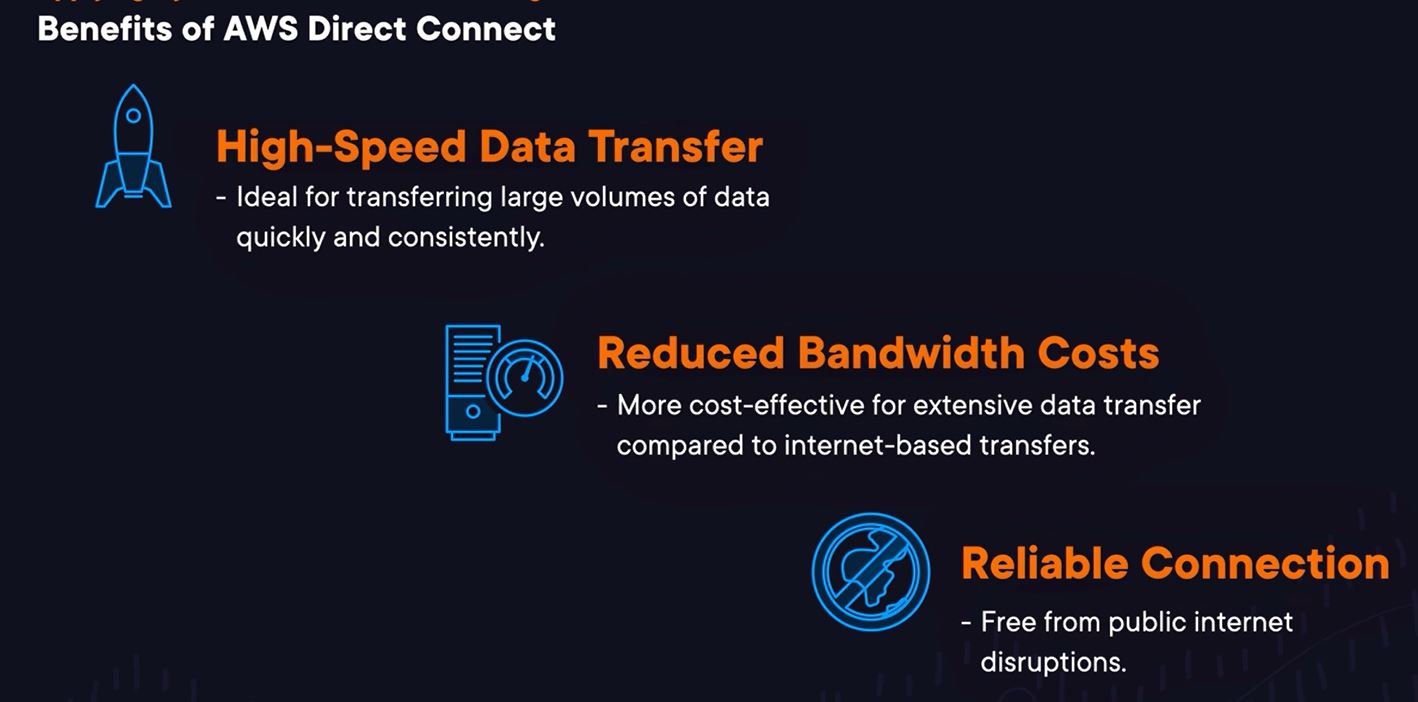 Benefits of AWS Direct Connect
High-Speed Data Transfer
- Ideal for transferring large volumes of data
quickly and consistently.
Reduced Bandwidth Costs
- More cost-effective for extensive data transfer
compared to internet-based transfers.
Reliable Connection
- Free from public internet
disruptions.